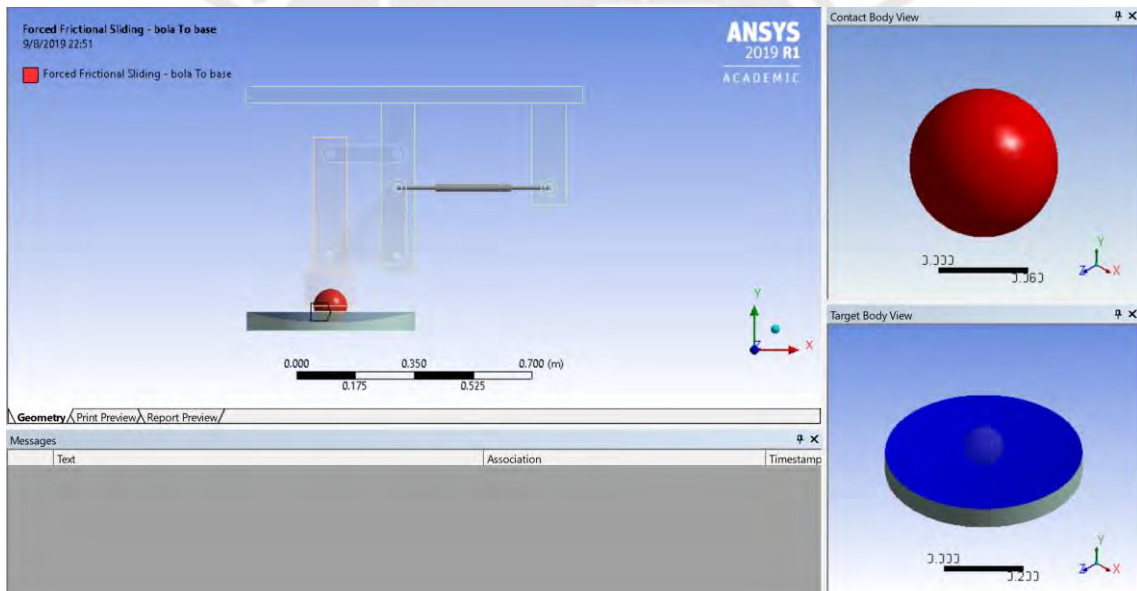 Forced Frictional Sliding - bola To base
9/8/2019 22:51
Forced Frictional Sliding - bola To base
ANSYS
2019 R1
ACADEMIC
Y
X
Z
0.000
0.350
0.700 (m)
0.175
0.525
Geometry
Print Preview
Report Preview
Messages
Text
Association
Timestamp
Contact Body View
Y
Z
X
Target Body View
Y
Z
X